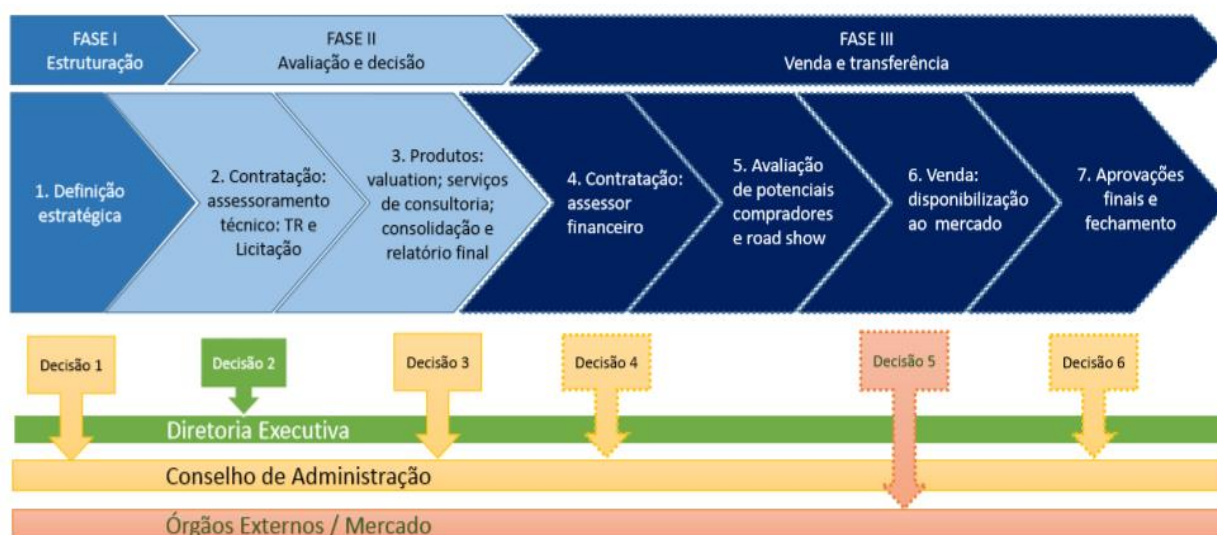 FASE I
Estruturação
FASE II
Avaliação e decisão
FASE III
Venda e transferência
1. Definição
estratégica
2. Contratação:
assessoramento
técnico: TR e
Licitação
3. Produtos:
valuation; serviços
de consultoria;
consolidação e
relatório final
4. Contratação:
assessor
financeiro
5. Avaliação
de potenciais
compradores
e road show
6. Venda:
disponibilização
ao mercado
7. Aprovações
finais e
fechamento
Decisão 1
Decisão 2
Decisão 3
Decisão 4
Decisão 5
Decisão 6
Diretoria Executiva
Conselho de Administração
Órgãos Externos / Mercado